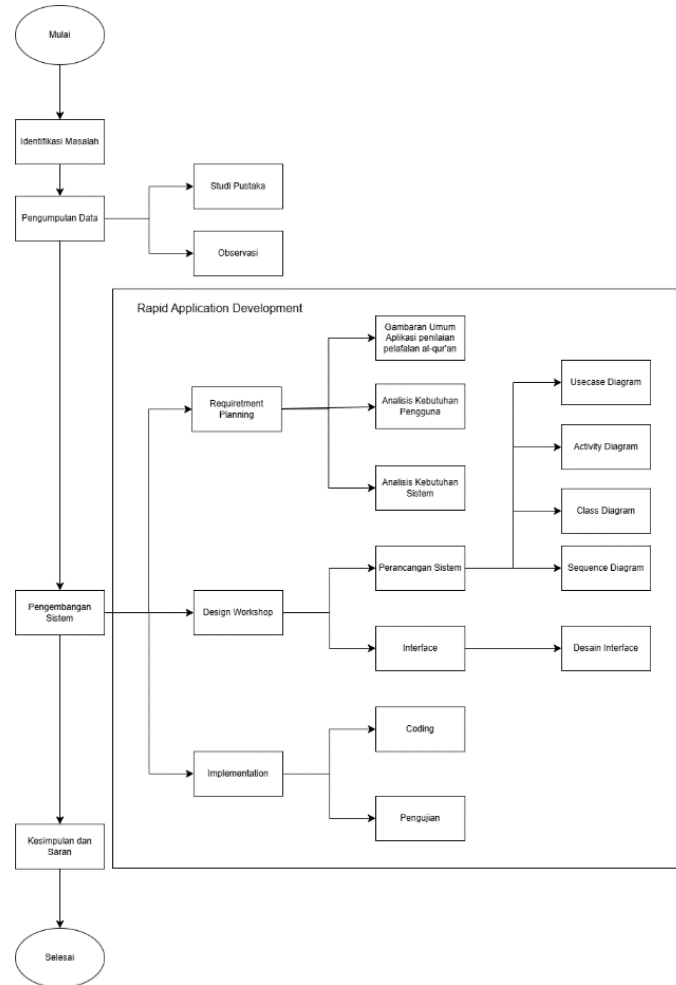 Mulai
Identifikasi Masalah
Pengumpulan Data
Studi Pustaka
Observasi
Rapid Application Development
Requiretment
Planning
Gambaran Umum
Aplikasi penilaian
pelafalan al-qur'an
Analisis Kebutuhan
Pengguna
Analisis Kebutuhan
Sistem
Usecase Diagram
Activity Diagram
Class Diagram
Sequence Diagram
Pengembangan
Sistem
Design Workshop
Perancangan Sistem
Interface
Desain Interface
Implementation
Coding
Pengujian
Kesimpulan dan
Saran
Selesai